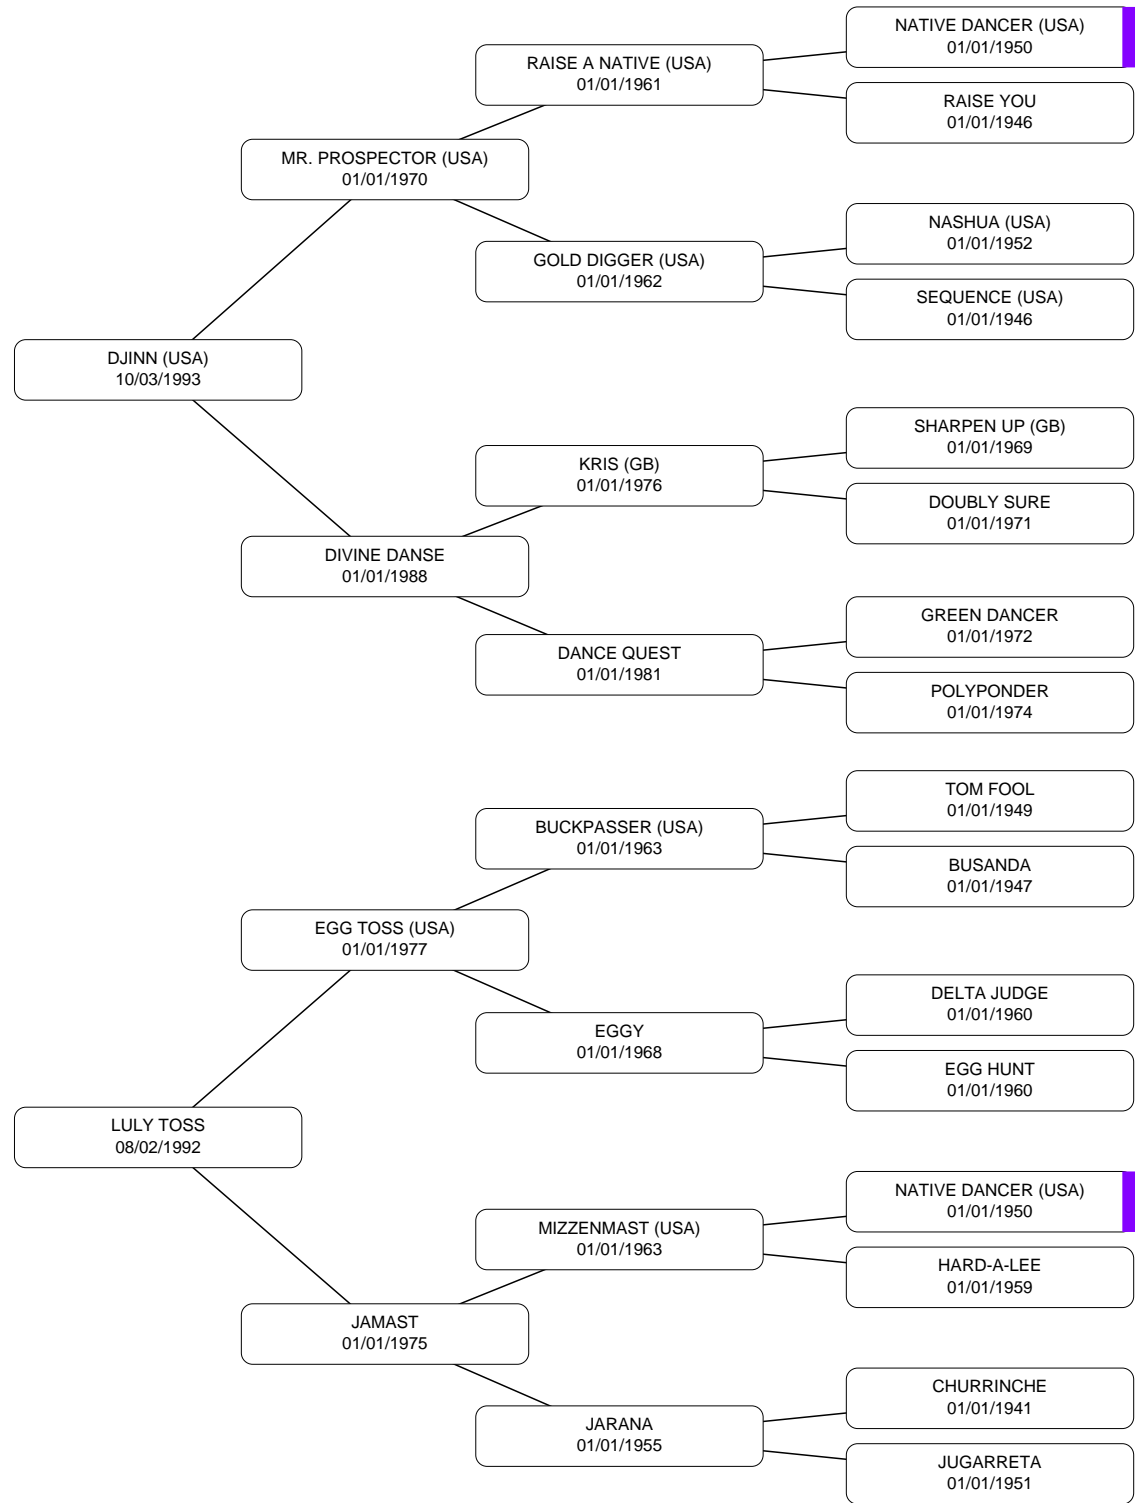 NATIVE DANCER (USA)
01/01/1950
RAISE A NATIVE (USA)
01/01/1961
RAISE YOU
01/01/1946
MR. PROSPECTOR (USA)
01/01/1970
NASHUA (USA)
01/01/1952
GOLD DIGGER (USA)
01/01/1962
SEQUENCE (USA)
01/01/1946
DJINN (USA)
10/03/1993
SHARPEN UP (GB)
01/01/1969
KRIS (GB)
01/01/1976
DOUBLY SURE
01/01/1971
DIVINE DANSE
01/01/1988
GREEN DANCER
01/01/1972
DANCE QUEST
01/01/1981
POLYPONDER
01/01/1974
TOM FOOL
01/01/1949
BUCKPASSER (USA)
01/01/1963
BUSANDA
01/01/1947
EGG TOSS (USA)
01/01/1977
DELTA JUDGE
01/01/1960
EGGY
01/01/1968
EGG HUNT
01/01/1960
LULY TOSS
08/02/1992
NATIVE DANCER (USA)
01/01/1950
MIZZENMAST (USA)
01/01/1963
HARD-A-LEE
01/01/1959
JAMAST
01/01/1975
CHURRINCHE
01/01/1941
JARANA
01/01/1955
JUGARRETA
01/01/1951